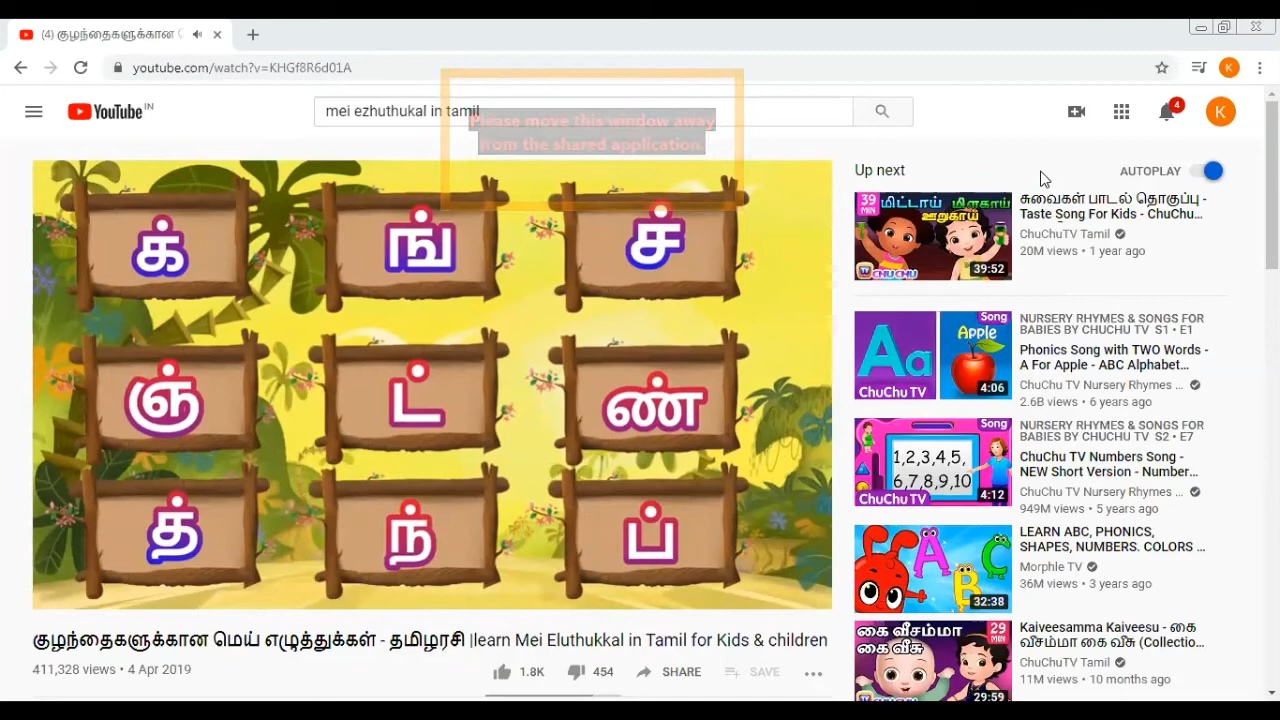 (4) குழந்தைகளுக்கான
youtube.com/watch?v=KHGf8R6d01A
K
YouTube IN
mei ezhuthukal in tamil
4
K
Please move this window away
from the shared application.
க் ங் ச்
ஞ் ட் ண்
த் ந் ப்
குழந்தைகளுக்கான மெய் எழுத்துக்கள் - தமிழரசி |learn Mei Eluthukkal in Tamil for Kids & children
411,328 views • 4 Apr 2019
1.8K 454 SHARE SAVE
Up next
AUTOPLAY
39 MIN
மிட்டாய் மிளகாய்
ஊறுகாய்
CHUCHU
39:52
சுவைகள் பாடல் தொகுப்பு -
Taste Song For Kids - ChuChu...
ChuChuTV Tamil
20M views • 1 year ago
Song
Aa
Apple
ChuChu TV
4:06
NURSERY RHYMES & SONGS FOR
BABIES BY CHUCHU TV S1 • E1
Phonics Song with TWO Words -
A For Apple - ABC Alphabet...
ChuChu TV Nursery Rhymes ...
2.6B views • 6 years ago
Song
1,2,3,4,5,
6,7,8,9,10
ChuChu TV
4:12
NURSERY RHYMES & SONGS FOR
BABIES BY CHUCHU TV S2 • E7
ChuChu TV Numbers Song -
NEW Short Version - Number...
ChuChu TV Nursery Rhymes ...
949M views • 5 years ago
A B C
32:38
LEARN ABC, PHONICS,
SHAPES, NUMBERS. COLORS ...
Morphle TV
36M views • 3 years ago
கை வீசம்மா
கை வீசு
29 MIN
29:59
Kaiveesamma Kaiveesu - கை
வீசம்மா கை வீசு (Collectio...
ChuChuTV Tamil
11M views • 10 months ago